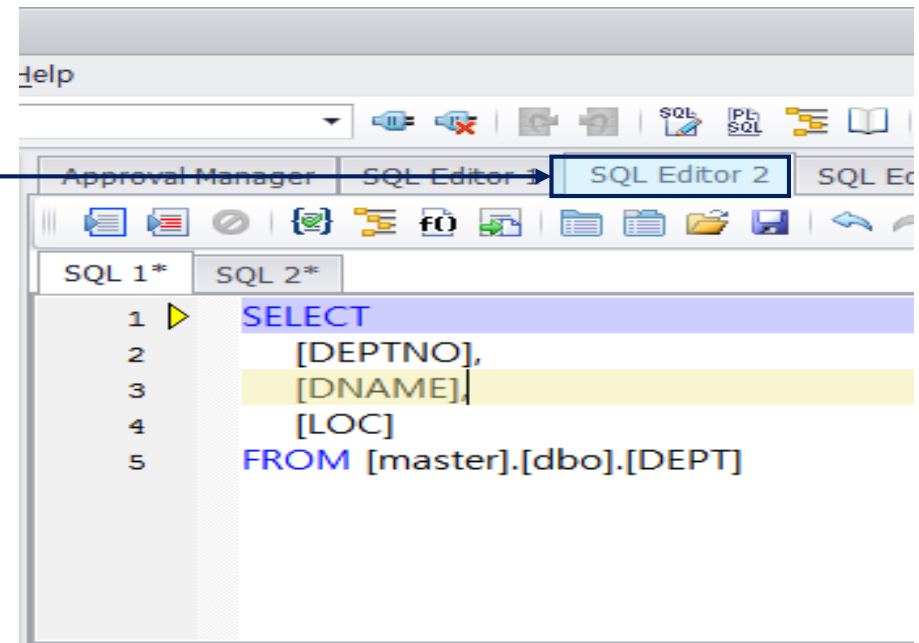 Help
SQL PL SQL
Approval Manager SQL Editor 1 SQL Editor 2 SQL Ed
f()
SQL 1* SQL 2*
1 SELECT
2 [DEPTNO],
3 [DNAME],
4 [LOC]
5 FROM [master].[dbo].[DEPT]